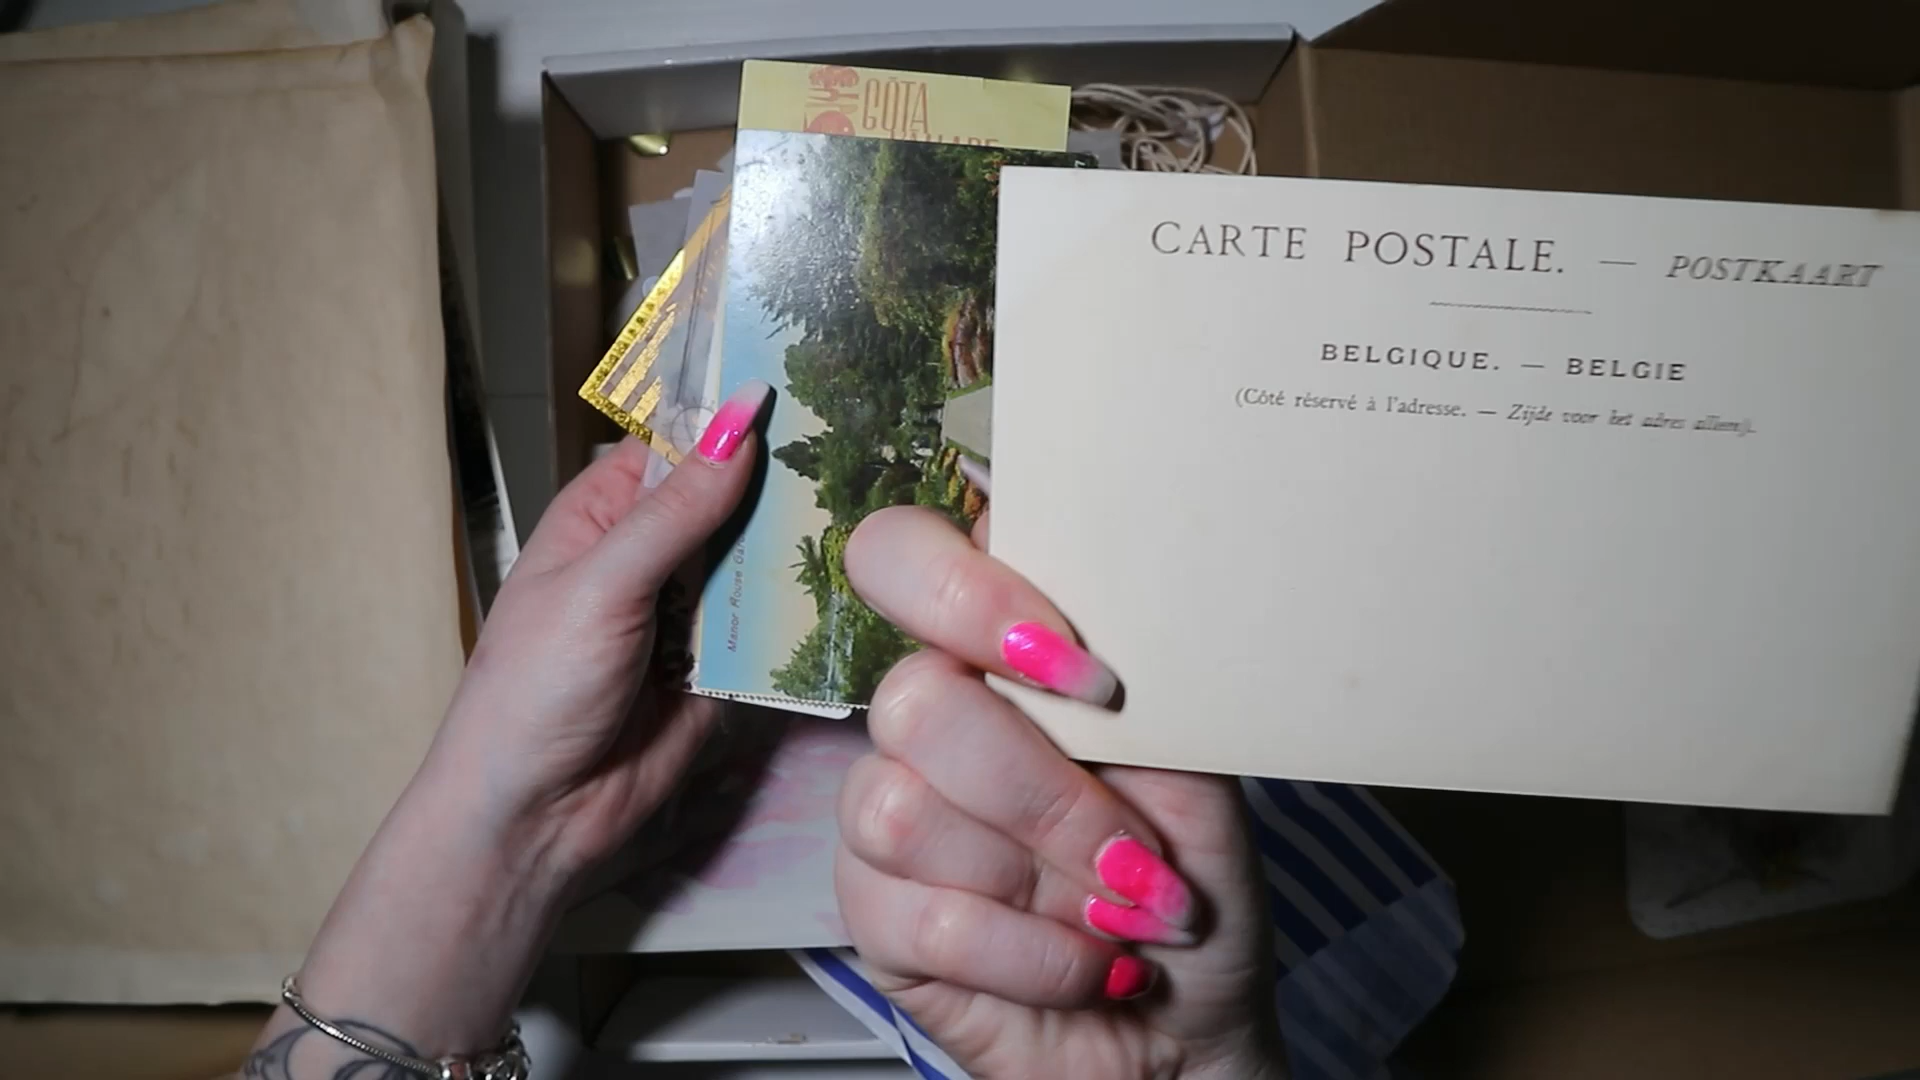 GÖTA
CARTE POSTALE. — POSTKAART
BELGIQUE. — BELGIE
(Côté réservé à l'adresse. — Zijde voor het adres alleen).
Manor House